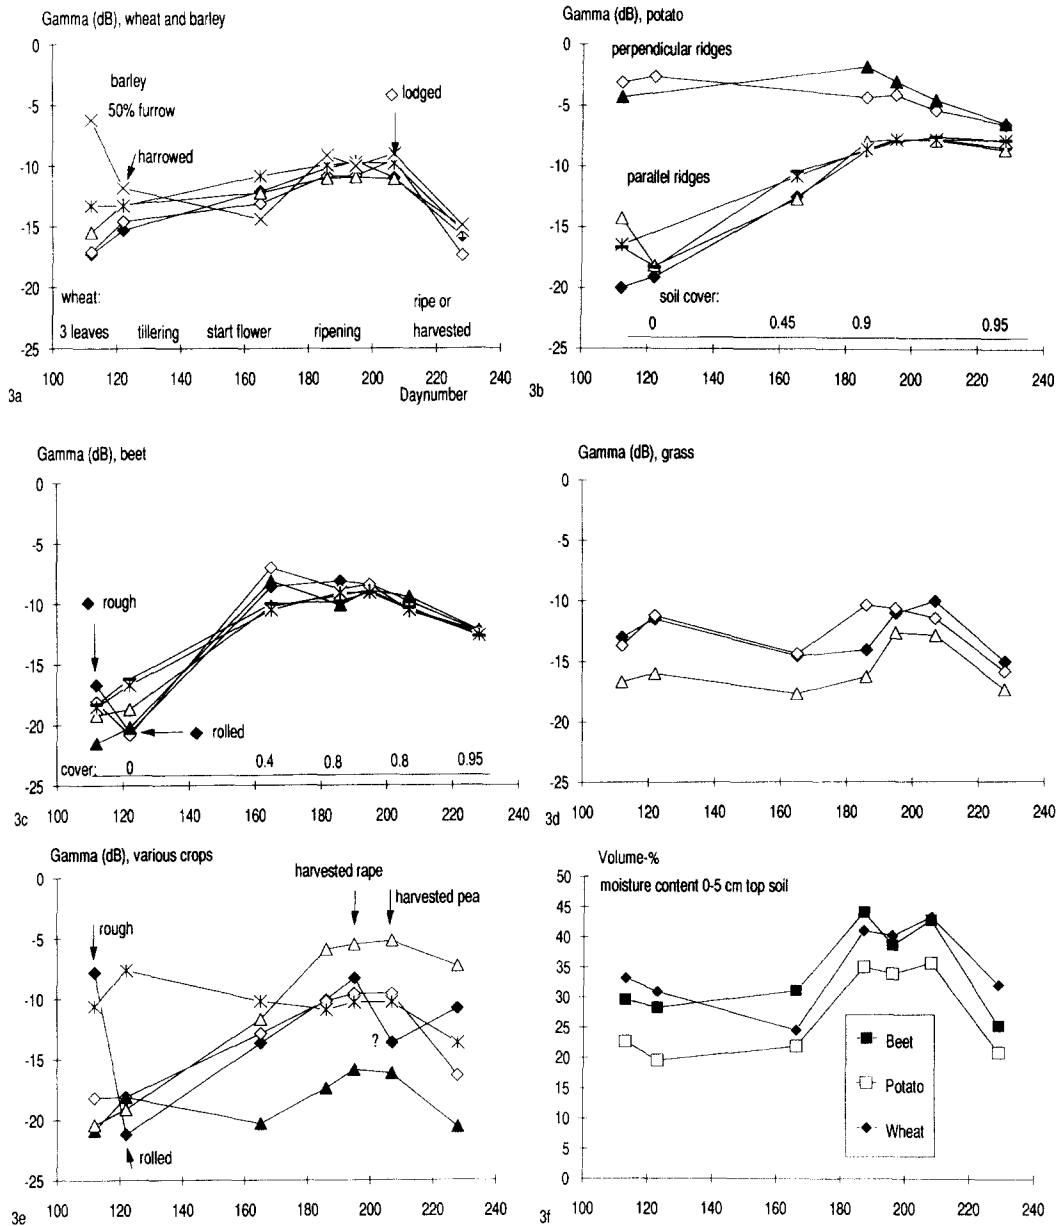 Gamma (dB), wheat and barley
0
-5
-10
-15
-20
-25
barley
50% furrow
harrowed
lodged
wheat:
3 leaves
tillering
start flower
ripening
ripe or
harvested
100 120 140 160 180 200 220 240
Daynumber
3a
Gamma (dB), potato
0
-5
-10
-15
-20
-25
perpendicular ridges
parallel ridges
soil cover:
0 0.45 0.9 0.95
100 120 140 160 180 200 220 240
3b
Gamma (dB), beet
0
-5
-10
-15
-20
-25
rough
rolled
cover: 0 0.4 0.8 0.8 0.95
100 120 140 160 180 200 220 240
3c
Gamma (dB), grass
0
-5
-10
-15
-20
-25
100 120 140 160 180 200 220 240
3d
Gamma (dB), various crops
0
-5
-10
-15
-20
-25
harvested rape
harvested pea
rough
?
rolled
100 120 140 160 180 200 220 240
3e
Volume-%
moisture content 0-5 cm top soil
50
45
40
35
30
25
20
15
10
5
0
Beet
Potato
Wheat
100 120 140 160 180 200 220 240
3f